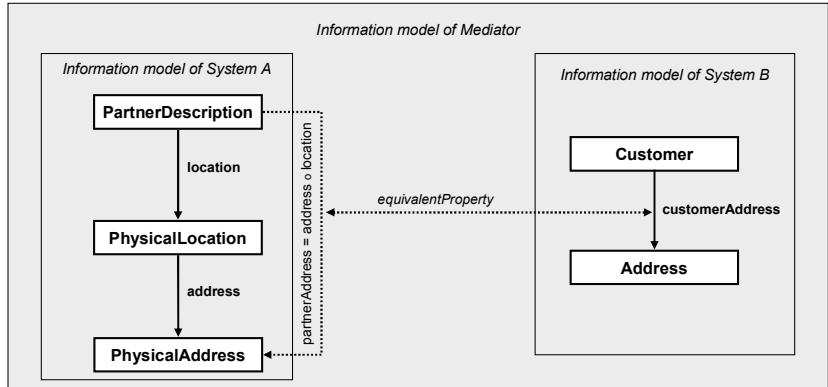 Information model of Mediator
Information model of System A
PartnerDescription
location
PhysicalLocation
address
PhysicalAddress
partnerAddress = address o location
equivalentProperty
Information model of System B
Customer
customerAddress
Address